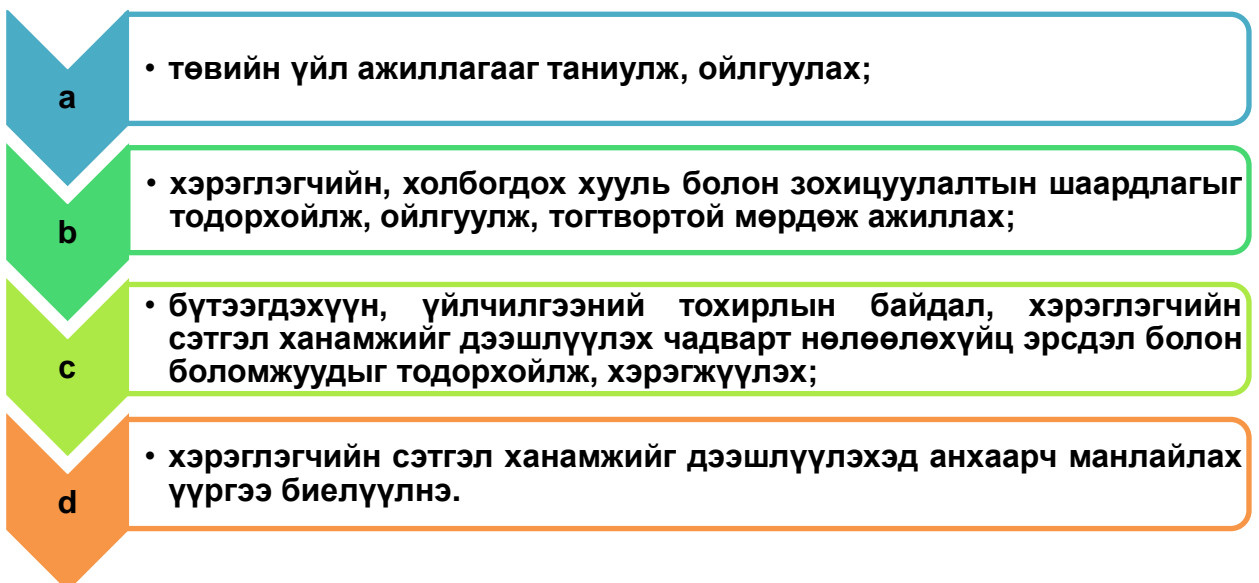 a
• төвийн үйл ажиллагааг таниулж, ойлгуулах;
b
• хэрэглэгчийн, холбогдох хууль болон зохицуулалтын шаардлагыг
тодорхойлж, ойлгуулж, тогтвортой мөрдөж ажиллах;
c
• бүтээгдэхүүн, үйлчилгээний тохирлын байдал, хэрэглэгчийн
сэтгэл ханамжийг дээшлүүлэх чадварт нөлөөлөхүйц эрсдэл болон
боломжуудыг тодорхойлж, хэрэгжүүлэх;
d
• хэрэглэгчийн сэтгэл ханамжийг дээшлүүлэхэд анхаарч манлайлах
үүргээ биелүүлнэ.